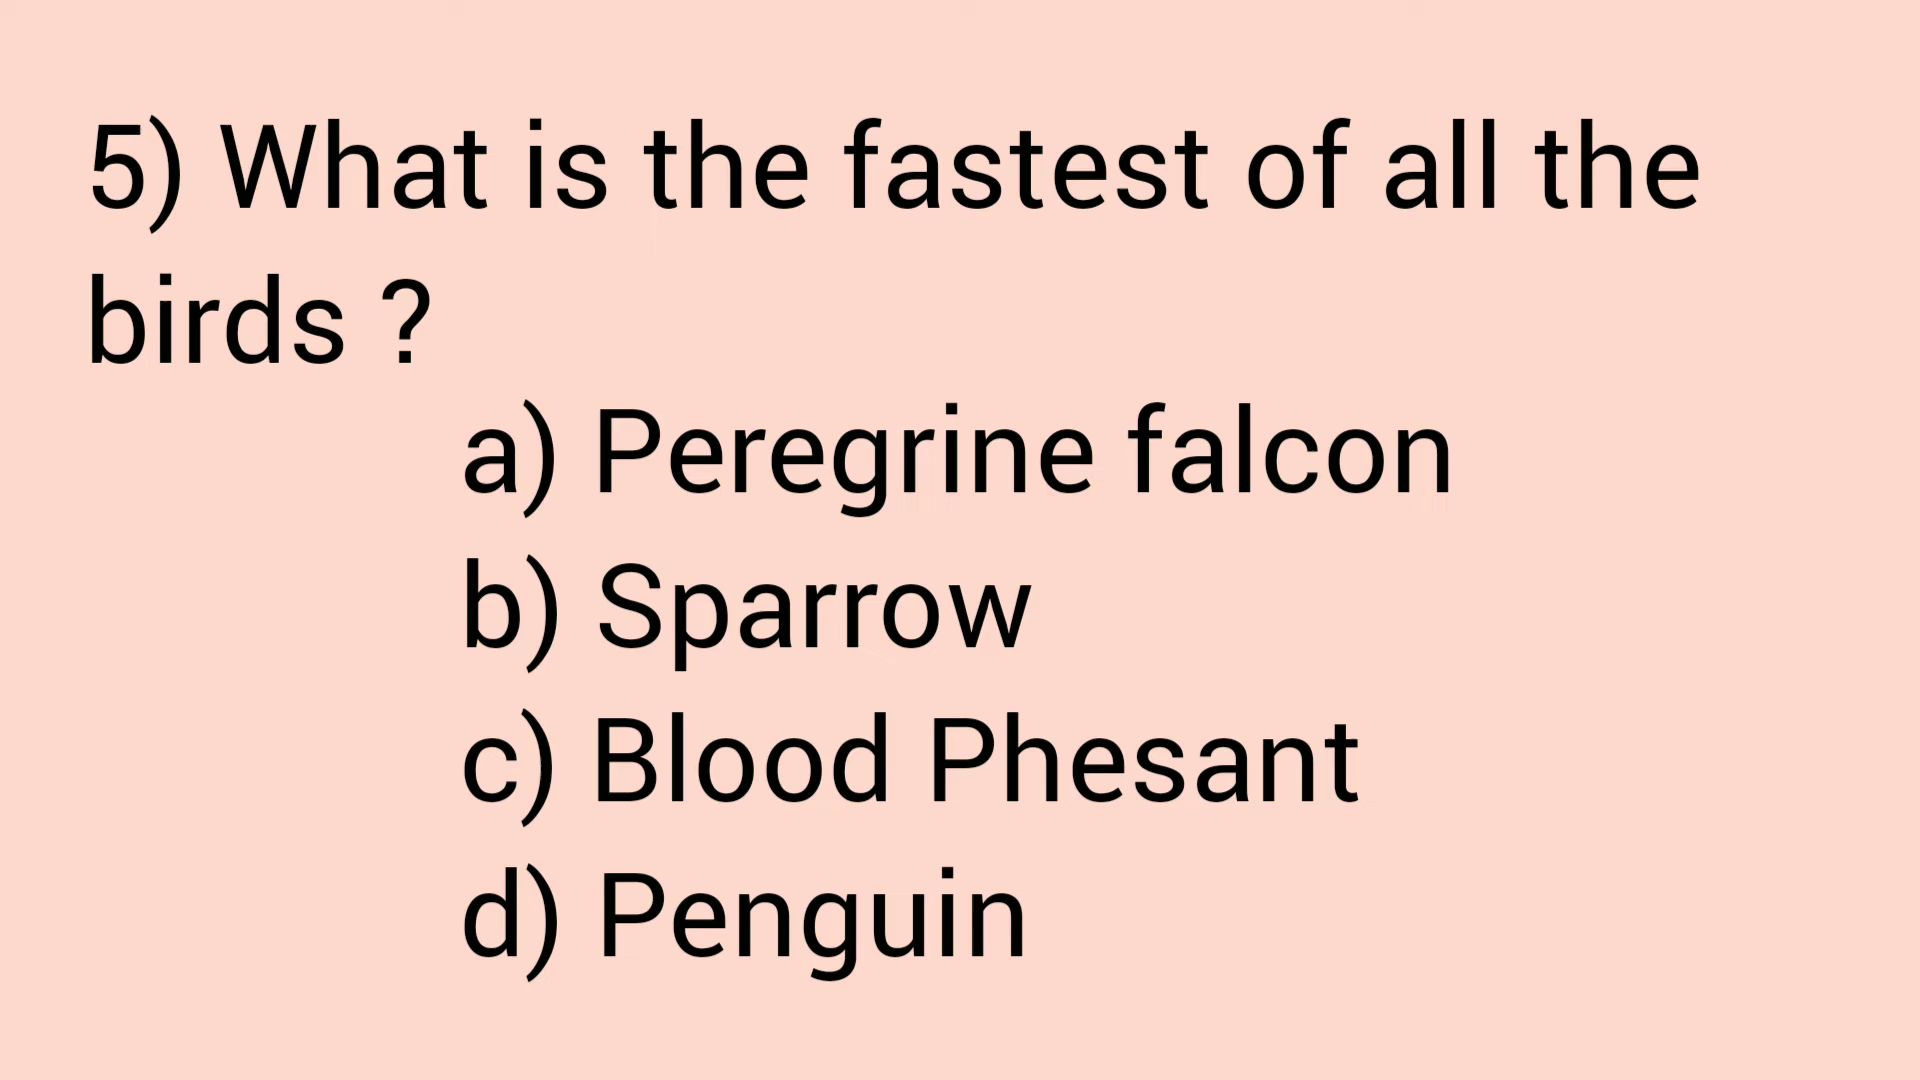 5) What is the fastest of all the
birds ?
a) Peregrine falcon
b) Sparrow
c) Blood Phesant
d) Penguin